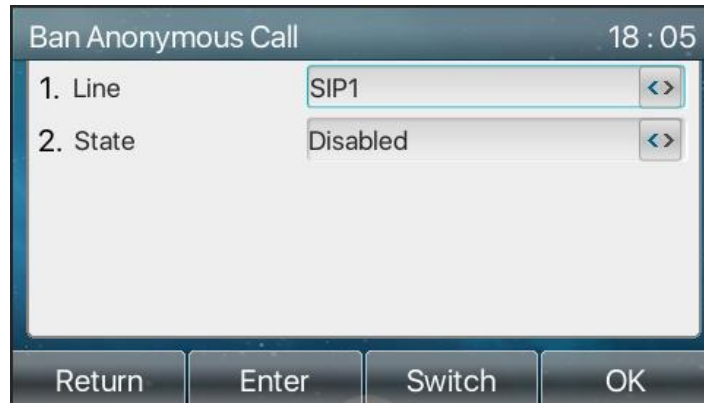 Ban Anonymous Call 18:05
1. Line SIP1 <>
2. State Disabled <>
Return Enter Switch OK